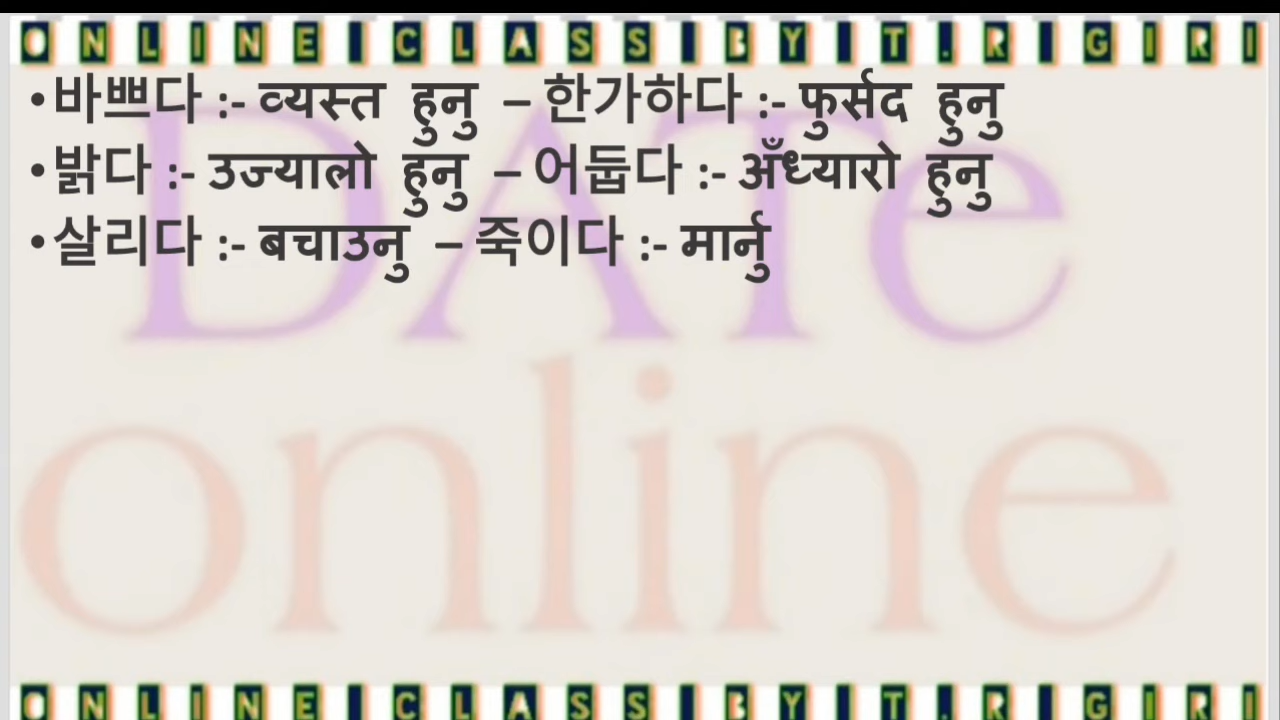 ONLINE CLASS BY T.R GIRI
•바쁘다 :- व्यस्त हुनु – 한가하다 :- फुर्सद हुनु
•밝다 :- उज्यालो हुनु – 어둡다 :- अँध्यारो हुनु
•살리다 :- बचाउनु – 죽이다 :- मार्नु
DATe
online
ONLINE CLASS BY T.R GIRI